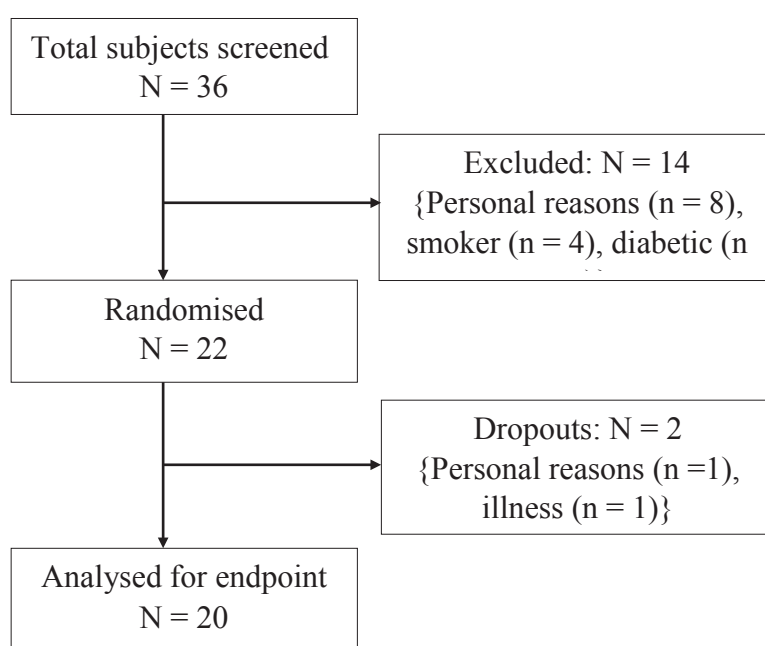 Total subjects screened
N = 36
Excluded: N = 14
{Personal reasons (n = 8),
smoker (n = 4), diabetic (n
Randomised
N = 22
Dropouts: N = 2
{Personal reasons (n =1),
illness (n = 1)}
Analysed for endpoint
N = 20